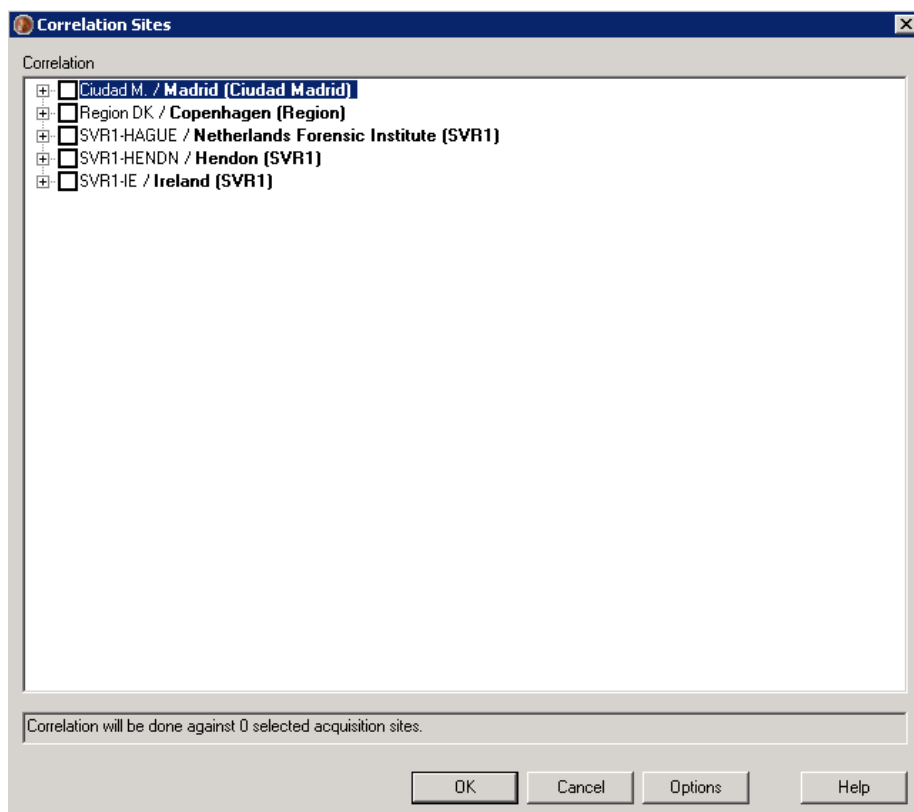 Correlation Sites
Correlation
Ciudad M. / Madrid (Ciudad Madrid)
Region DK / Copenhagen (Region)
SVR1-HAGUE / Netherlands Forensic Institute (SVR1)
SVR1-HENDN / Hendon (SVR1)
SVR1-IE / Ireland (SVR1)
Correlation will be done against 0 selected acquisition sites.
OK Cancel Options Help